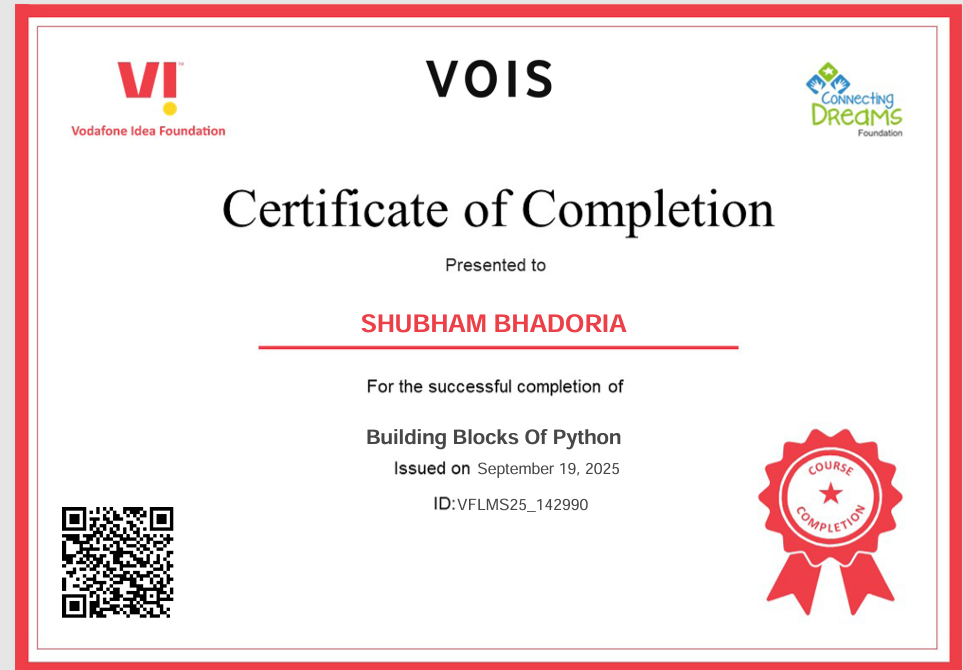 VI™
Vodafone Idea Foundation
VOIS
Connecting
Dreams
Foundation
Certificate of Completion
Presented to
SHUBHAM BHADORIA
For the successful completion of
Building Blocks Of Python
Issued on September 19, 2025
ID:VFLMS25_142990
COURSE
COMPLETION